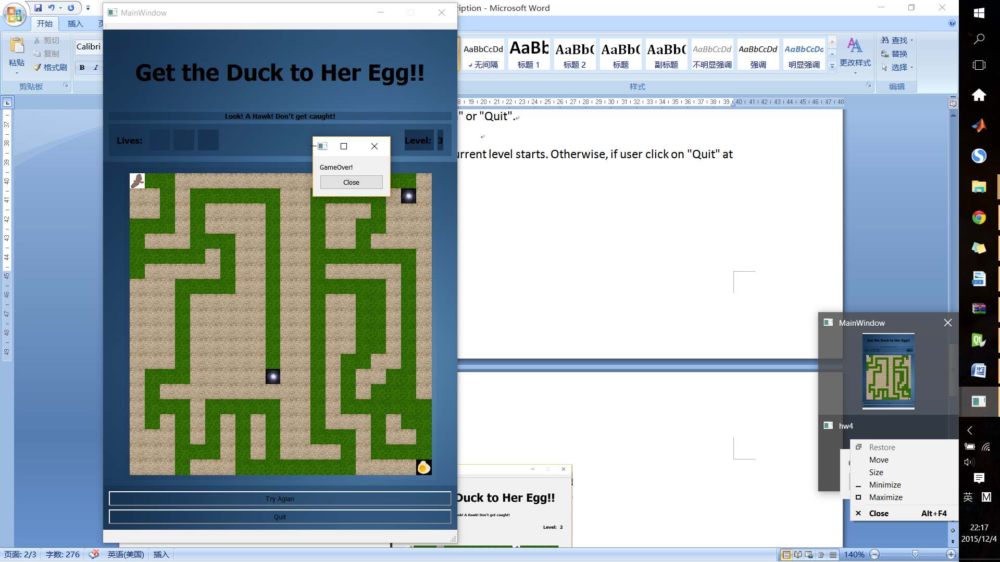 MainWindow
ription - Microsoft Word
开始
插入
剪切
复制
格式刷
粘贴
剪贴板
Calibri
B
I
AaBbCcDd
无间隔
AaBb
标题 1
AaBb(
标题 2
AaBb(
标题
AaBb(
副标题
AaBbCcDd
不明显强调
AaBbCcDd
强调
AaBbCcDd
明显强调
更改样式
样式
查找
替换
选择
编辑
Get the Duck to Her Egg!!
Look! A Hawk! Don't get caught!
Lives:
Level: 3
GameOver!
Close
Try Agian
Quit
18 19 20 21 22 23 24 25 26 27 28 29 30 31 32 33 34 35 36 37 38 39 40 41 42 43 44 45 46 47 48
37
38
39
40
41
42
43
44
45
46
47
48
49
" or "Quit".
urrent level starts. Otherwise, if user click on "Quit" at
Duck to Her Egg!!
ok! A Hawk! Don't get caught!
Level: 2
MainWindow
Get the Duck to Her Egg!!
hw4
Restore
Move
Size
Minimize
Maximize
Close Alt+F4
英
M
22:17
2015/12/4
页面: 2/3
字数: 276
英语(美国)
插入
140%